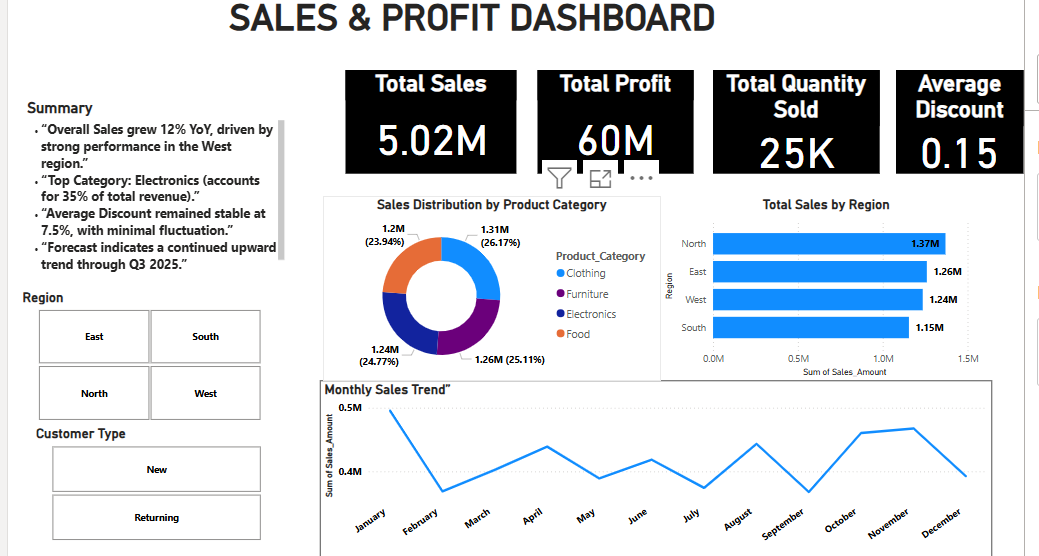 SALES & PROFIT DASHBOARD
Total Sales
5.02M
Total Profit
60M
Total Quantity
Sold
25K
Average
Discount
0.15
Summary
• “Overall Sales grew 12% YoY, driven by
strong performance in the West
region.”
• “Top Category: Electronics (accounts
for 35% of total revenue).”
• “Average Discount remained stable at
7.5%, with minimal fluctuation.”
• “Forecast indicates a continued upward
trend through Q3 2025.”
Region
East
South
North
West
Customer Type
New
Returning
Sales Distribution by Product Category
1.2M
(23.94%)
1.31M
(26.17%)
1.24M
(24.77%)
1.26M (25.11%)
Product_Category
Clothing
Furniture
Electronics
Food
Total Sales by Region
Region
North
1.37M
East
1.26M
West
1.24M
South
1.15M
0.0M
0.5M
1.0M
1.5M
Sum of Sales_Amount
Monthly Sales Trend”
Sum of Sales_Amount
0.5M
0.4M
January
February
March
April
May
June
July
August
September
October
November
December